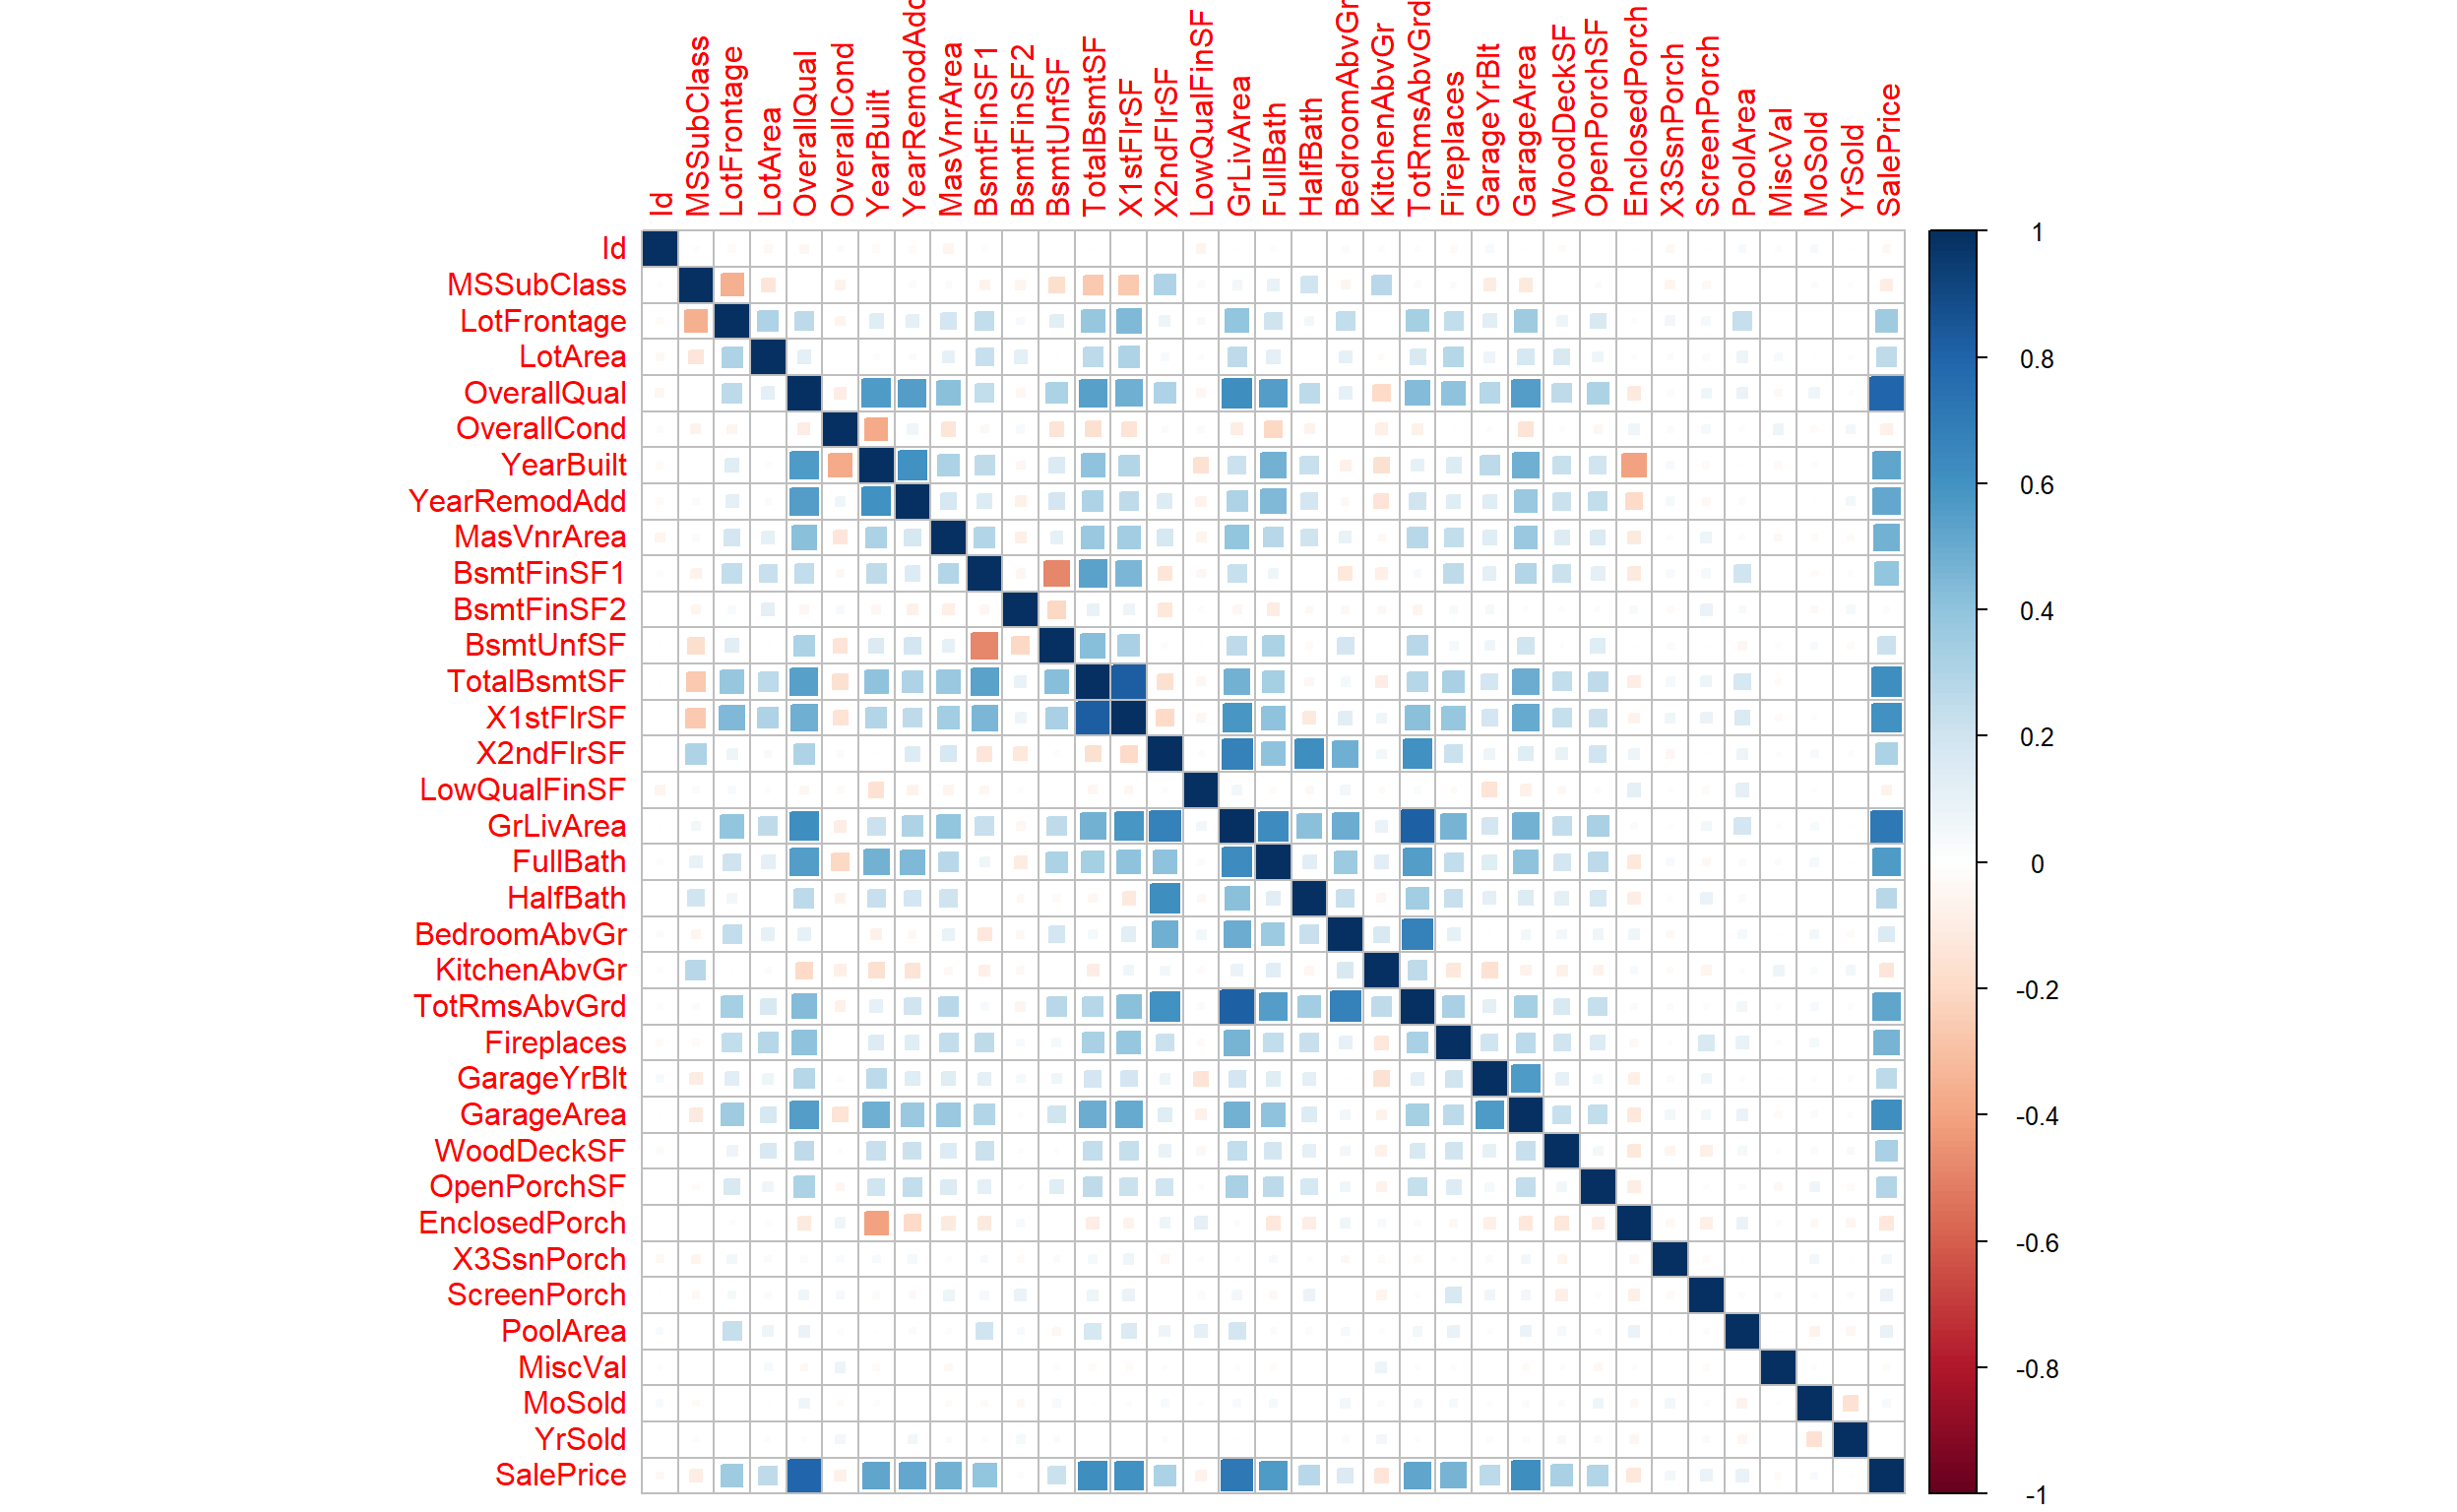 Id
MSSubClass
LotFrontage
LotArea
OverallQual
OverallCond
YearBuilt
YearRemodAdd
MasVnrArea
BsmtFinSF1
BsmtFinSF2
BsmtUnfSF
TotalBsmtSF
X1stFlrSF
X2ndFlrSF
LowQualFinSF
GrLivArea
FullBath
HalfBath
BedroomAbvGr
KitchenAbvGr
TotRmsAbvGrd
Fireplaces
GarageYrBlt
GarageArea
WoodDeckSF
OpenPorchSF
EnclosedPorch
X3SsnPorch
ScreenPorch
PoolArea
MiscVal
MoSold
YrSold
SalePrice
Id
MSSubClass
LotFrontage
LotArea
OverallQual
OverallCond
YearBuilt
YearRemodAdd
MasVnrArea
BsmtFinSF1
BsmtFinSF2
BsmtUnfSF
TotalBsmtSF
X1stFlrSF
X2ndFlrSF
LowQualFinSF
GrLivArea
FullBath
HalfBath
BedroomAbvGr
KitchenAbvGr
TotRmsAbvGrd
Fireplaces
GarageYrBlt
GarageArea
WoodDeckSF
OpenPorchSF
EnclosedPorch
X3SsnPorch
ScreenPorch
PoolArea
MiscVal
MoSold
YrSold
SalePrice
1
0.8
0.6
0.4
0.2
0
-0.2
-0.4
-0.6
-0.8
-1